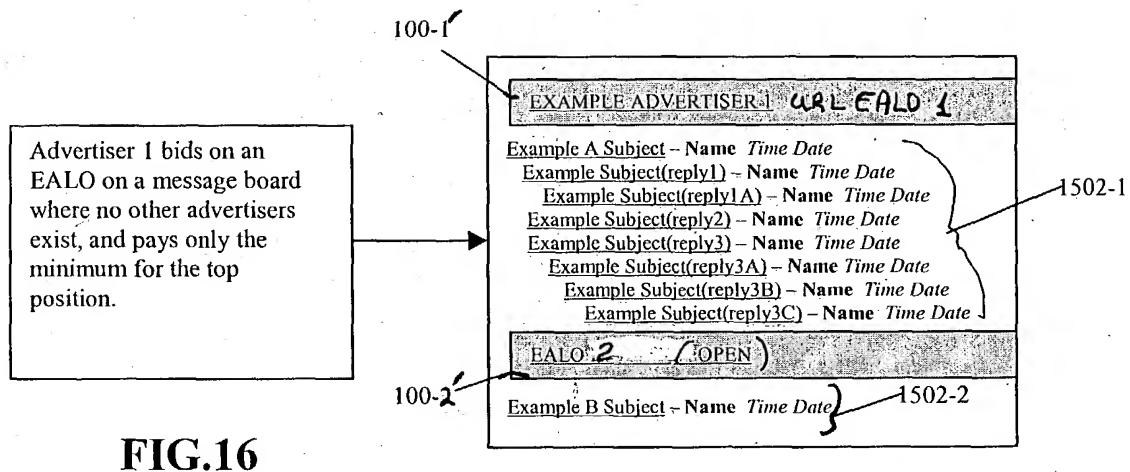 100-1'
EXAMPLE ADVERTISER 1 URL EALO 1
Advertiser 1 bids on an
EALO on a message board
where no other advertisers
exist, and pays only the
minimum for the top
position.
Example A Subject – Name Time Date
Example Subject(reply1) – Name Time Date
Example Subject(reply1A) – Name Time Date
Example Subject(reply2) – Name Time Date
Example Subject(reply3) – Name Time Date
Example Subject(reply3A) – Name Time Date
Example Subject(reply3B) – Name Time Date
Example Subject(reply3C) – Name Time Date
1502-1
EALO 2 (OPEN)
100-2'
Example B Subject – Name Time Date
1502-2
FIG.16